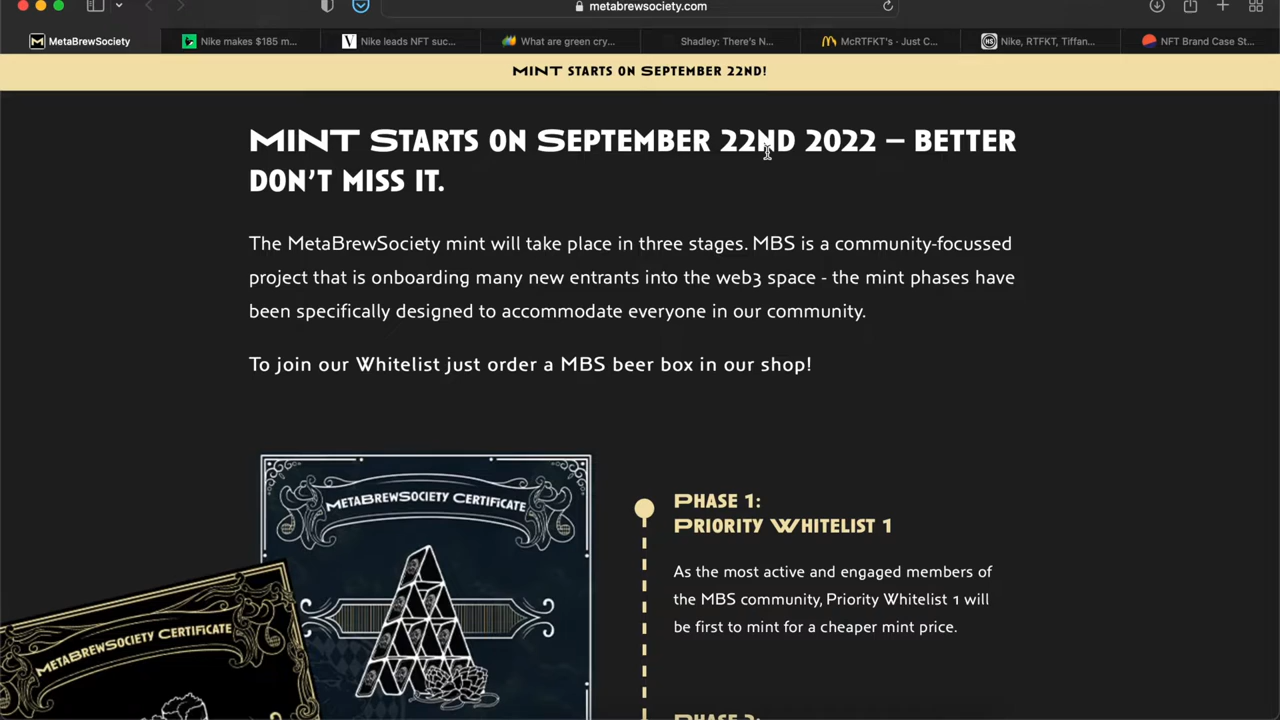 metabrewsociety.com
MetaBrewSociety
Nike makes $185 m...
Nike leads NFT suc...
What are green cry...
Shadley: There's N...
McRTFKT's · Just C...
Nike, RTFKT, Tiffan...
NFT Brand Case St...
MINT STARTS ON SEPTEMBER 22ND!
MINT STARTS ON SEPTEMBER 22ND 2022 – BETTER
DON'T MISS IT.
The MetaBrewSociety mint will take place in three stages. MBS is a community-focussed
project that is onboarding many new entrants into the web3 space - the mint phases have
been specifically designed to accommodate everyone in our community.
To join our Whitelist just order a MBS beer box in our shop!
METABREWSOCIETY CERTIFICATE
METABREWSOCIETY CERTIFICATE
PHASE 1:
PRIORITY WHITELIST 1
As the most active and engaged members of
the MBS community, Priority Whitelist 1 will
be first to mint for a cheaper mint price.
PHASE 2: